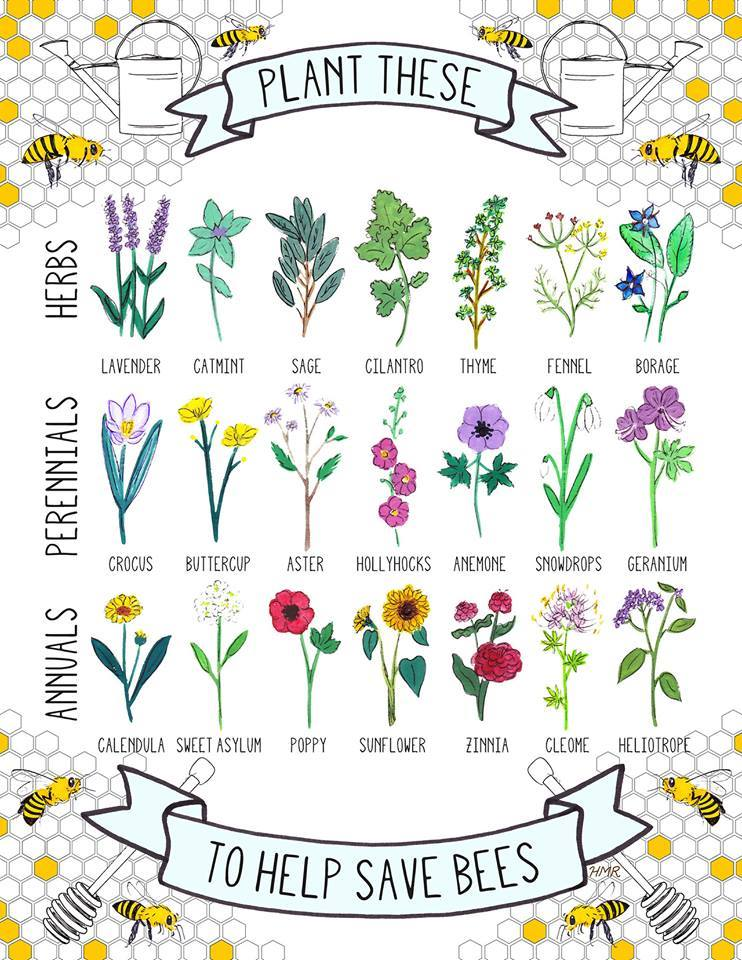 PLANT THESE
HERBS
LAVENDER CATMINT SAGE CILANTRO THYME FENNEL BORAGE
PERENNIALS
CROCUS BUTTERCUP ASTER HOLLYHOCKS ANEMONE SNOWDROPS GERANIUM
ANNUALS
CALENDULA SWEET ASYLUM POPPY SUNFLOWER ZINNIA CLEOME HELIOTROPE
TO HELP SAVE BEES
HMR